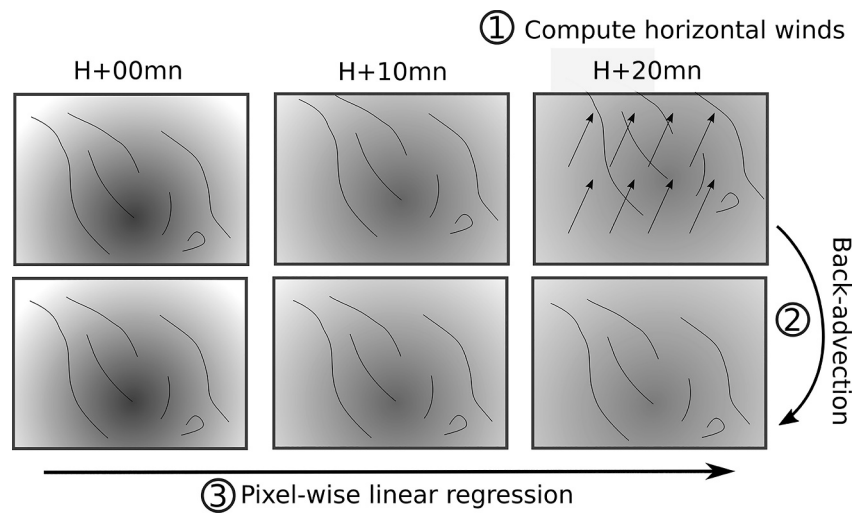 ① Compute horizontal winds
H+00mn
H+10mn
H+20mn
Back-advection
②
③ Pixel-wise linear regression